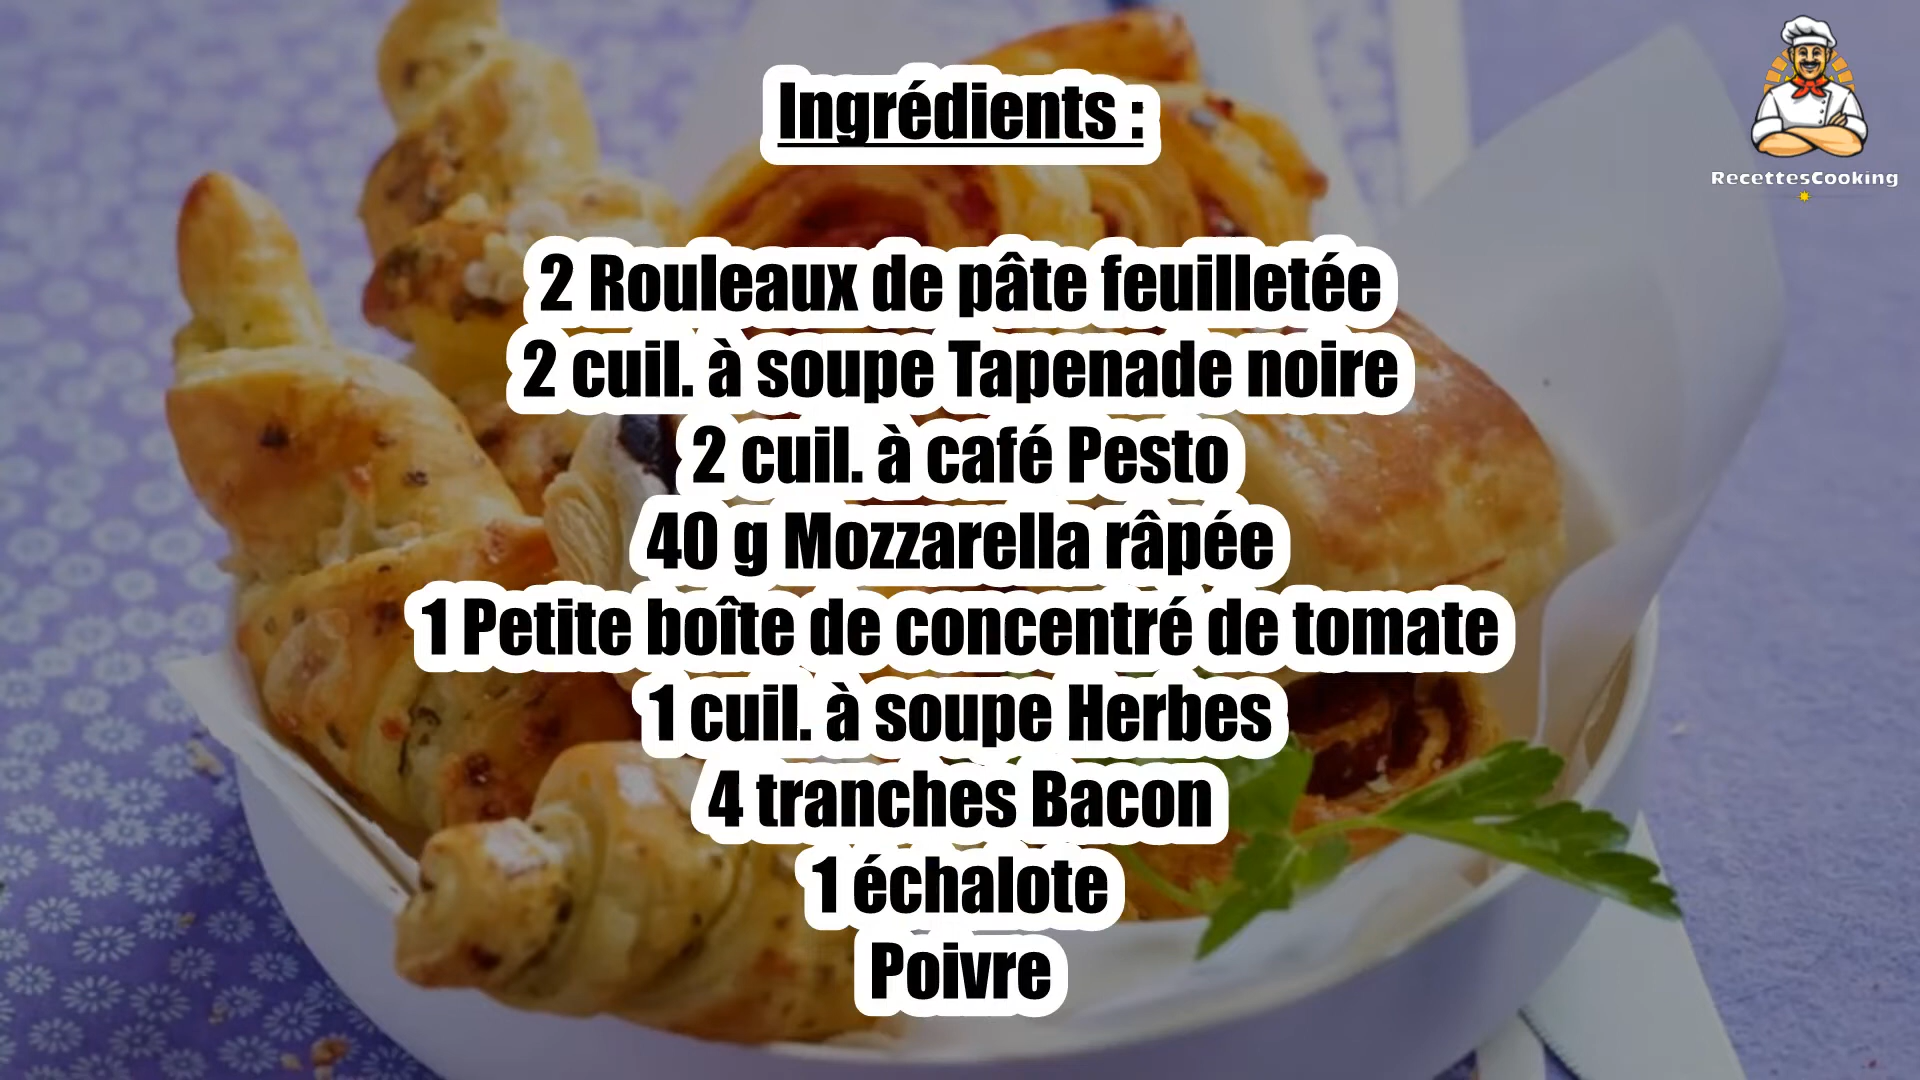 Ingrédients :
RecettesCooking
2 Rouleaux de pâte feuilletée
2 cuil. à soupe Tapenade noire
2 cuil. à café Pesto
40 g Mozzarella râpée
1 Petite boîte de concentré de tomate
1 cuil. à soupe Herbes
4 tranches Bacon
1 échalote
Poivre